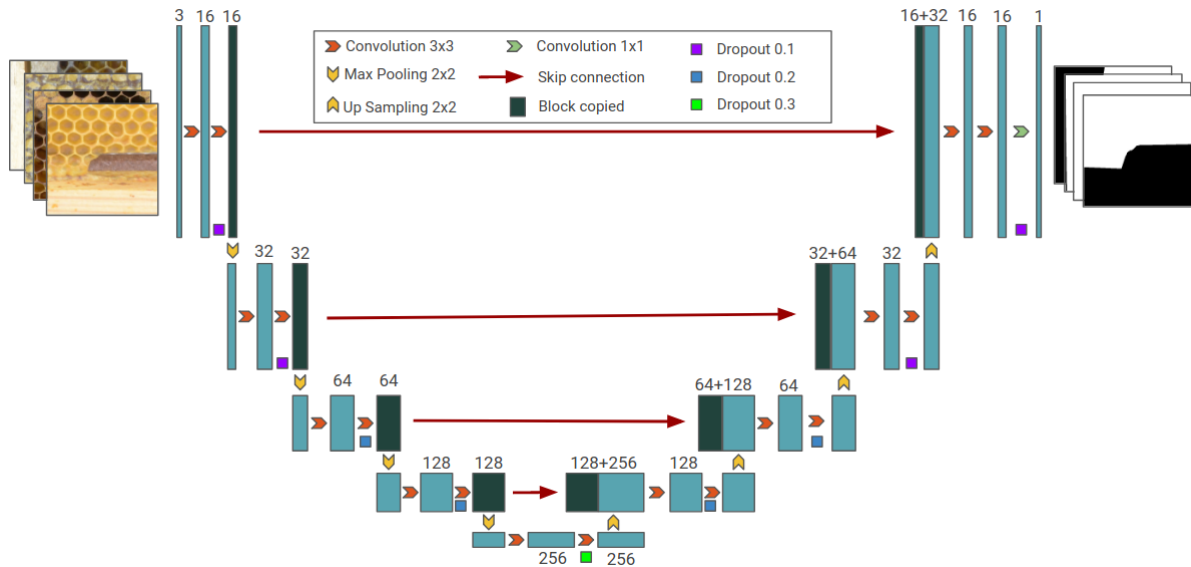 3 16 16
16+32 16 16 1
Convolution 3x3
Convolution 1x1
Dropout 0.1
Max Pooling 2x2
Skip connection
Dropout 0.2
Up Sampling 2x2
Block copied
Dropout 0.3
32 32
32+64 32
64 64
64+128 64
128 128
128+256 128
256 256